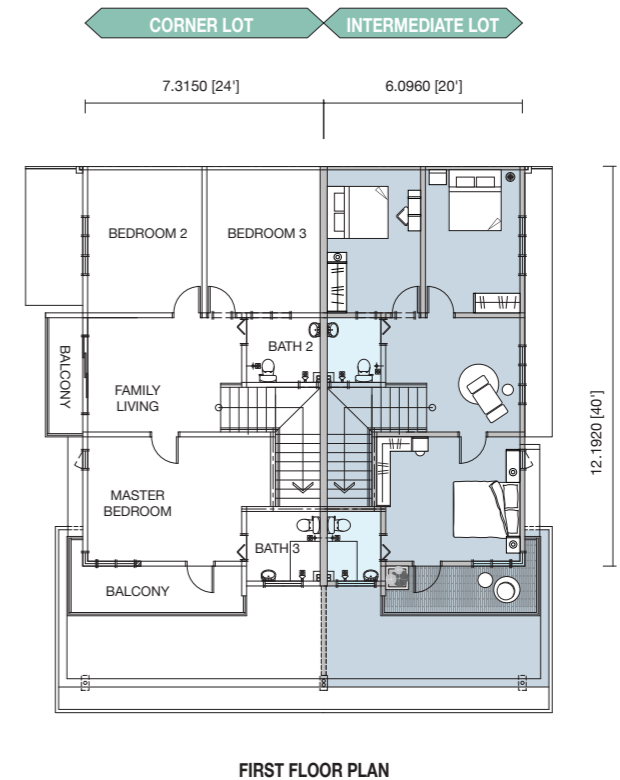 CORNER LOT
INTERMEDIATE LOT
7.3150 [24']
6.0960 [20']
BEDROOM 2
BEDROOM 3
BATH 2
BALCONY
FAMILY
LIVING
12.1920 [40']
MASTER
BEDROOM
BATH 3
BALCONY
FIRST FLOOR PLAN